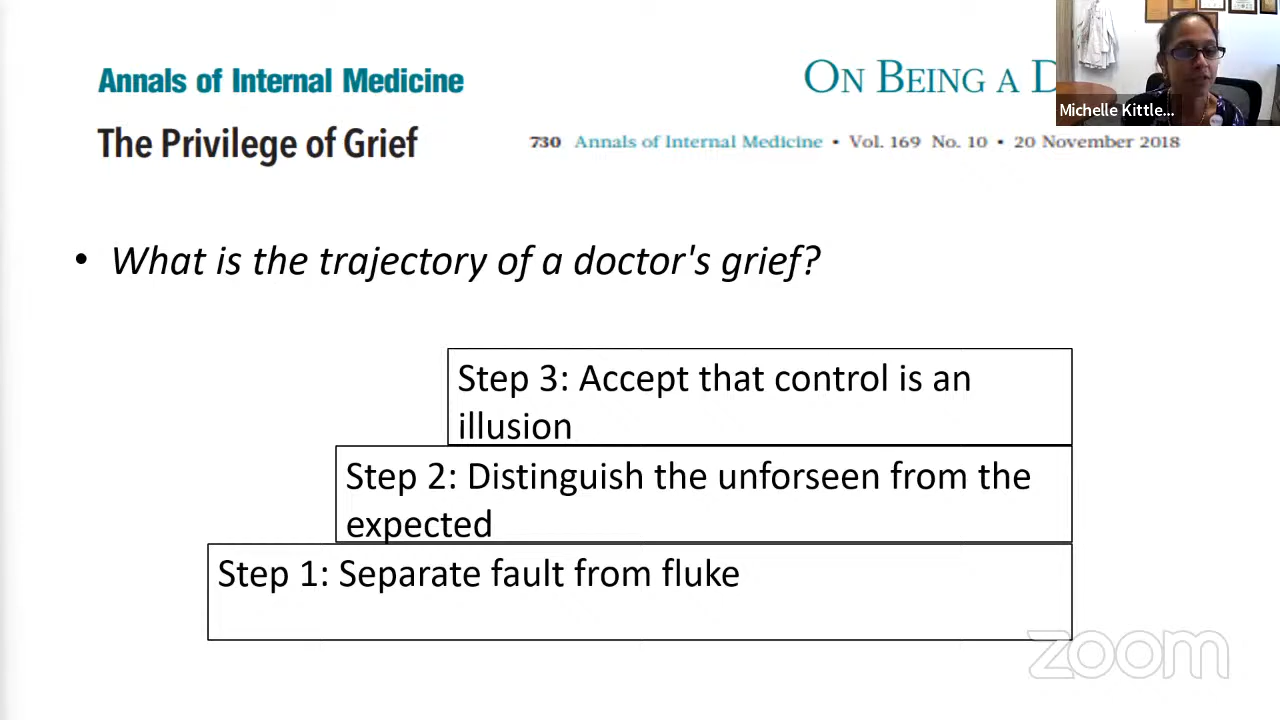 Annals of Internal Medicine
ON BEING A D
Michelle Kittle...
The Privilege of Grief
730 Annals of Internal Medicine • Vol. 169 No. 10 • 20 November 2018
• What is the trajectory of a doctor's grief?
Step 3: Accept that control is an
illusion
Step 2: Distinguish the unforseen from the
expected
Step 1: Separate fault from fluke
zoom